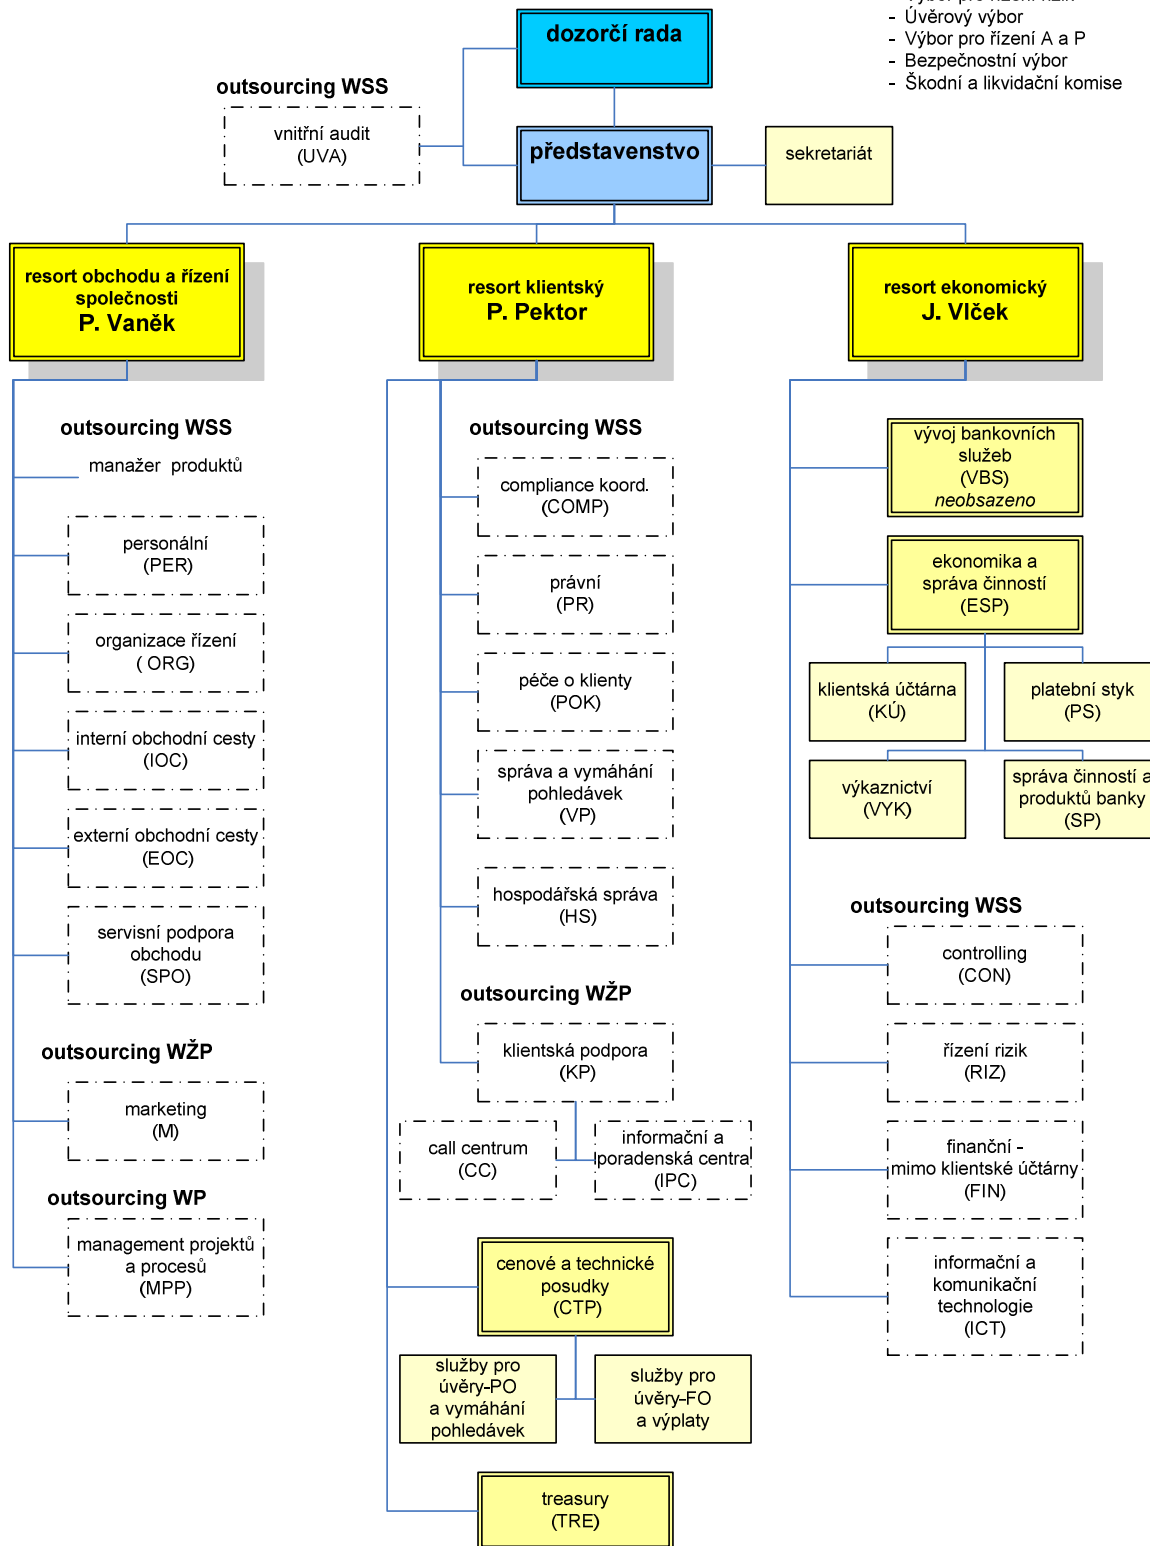 dozorčí rada
- Úvěrový výbor
- Výbor pro řízení A a P
- Bezpečnostní výbor
- Škodní a likvidační komise
outsourcing WSS
vnitřní audit
(UVA)
představenstvo
sekretariát
resort obchodu a řízení
společnosti
P. Vaněk
resort klientský
P. Pektor
resort ekonomický
J. Vlček
outsourcing WSS
manažer produktů
personální
(PER)
organizace řízení
( ORG)
interní obchodní cesty
(IOC)
externí obchodní cesty
(EOC)
servisní podpora
obchodu
(SPO)
outsourcing WŽP
marketing
(M)
outsourcing WP
management projektů
a procesů
(MPP)
outsourcing WSS
compliance koord.
(COMP)
právní
(PR)
péče o klienty
(POK)
správa a vymáhání
pohledávek
(VP)
hospodářská správa
(HS)
outsourcing WŽP
klientská podpora
(KP)
call centrum
(CC)
informační a
poradenská centra
(IPC)
cenové a technické
posudky
(CTP)
služby pro
úvěry-PO
a vymáhání
pohledávek
služby pro
úvěry-FO
a výplaty
treasury
(TRE)
vývoj bankovních
služeb
(VBS)
neobsazeno
ekonomika a
správa činností
(ESP)
klientská účtárna
(KÚ)
platební styk
(PS)
výkaznictví
(VYK)
správa činností a
produktů banky
(SP)
outsourcing WSS
controlling
(CON)
řízení rizik
(RIZ)
finanční -
mimo klientské účtárny
(FIN)
informační a
komunikační
technologie
(ICT)